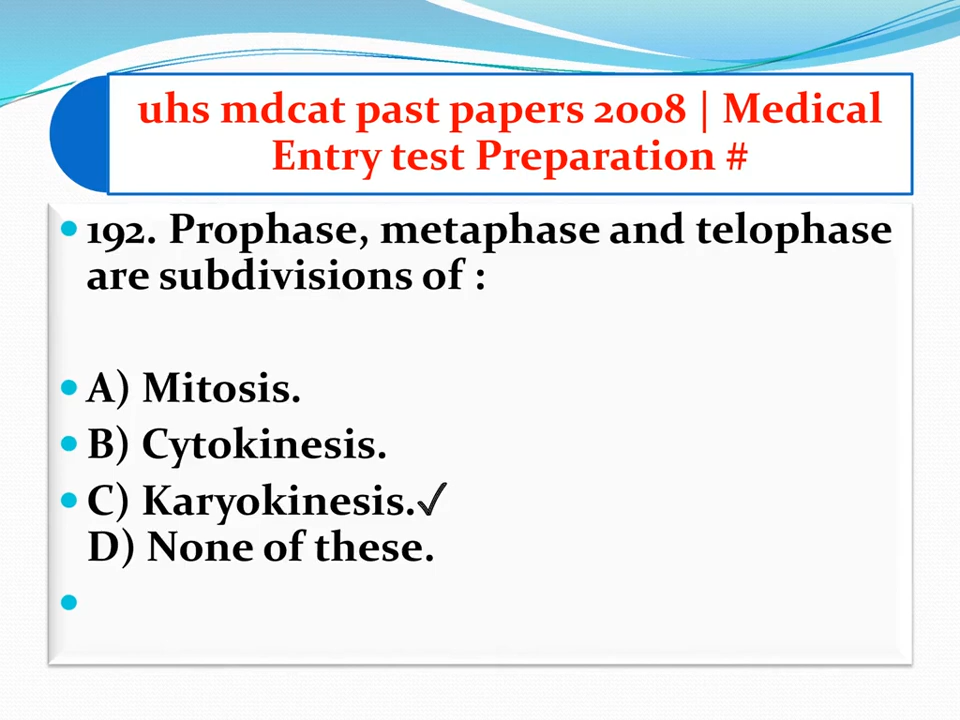 uhs mdcat past papers 2008 | Medical
Entry test Preparation #
• 192. Prophase, metaphase and telophase
are subdivisions of :
• A) Mitosis.
• B) Cytokinesis.
• C) Karyokinesis.✓
D) None of these.
•